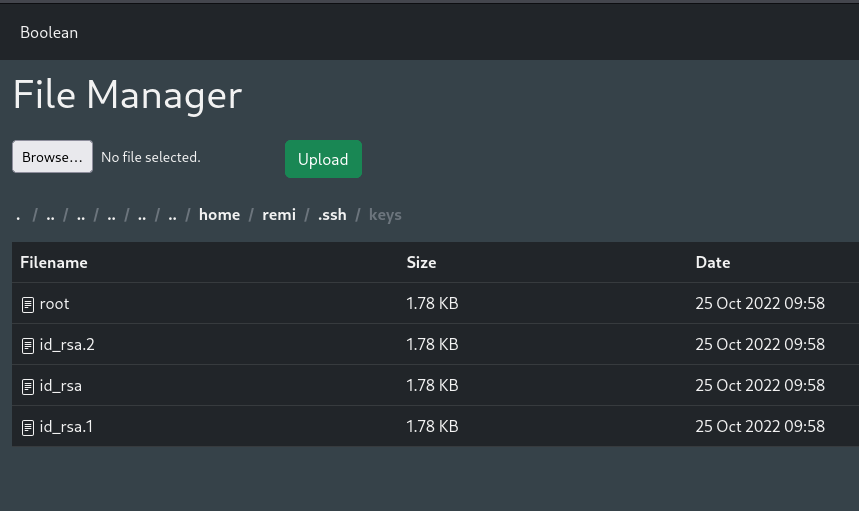 Boolean
File Manager
Browse... No file selected. Upload
. / .. / .. / .. / .. / .. / home / remi / .ssh / keys
Filename Size Date
root 1.78 KB 25 Oct 2022 09:58
id_rsa.2 1.78 KB 25 Oct 2022 09:58
id_rsa 1.78 KB 25 Oct 2022 09:58
id_rsa.1 1.78 KB 25 Oct 2022 09:58